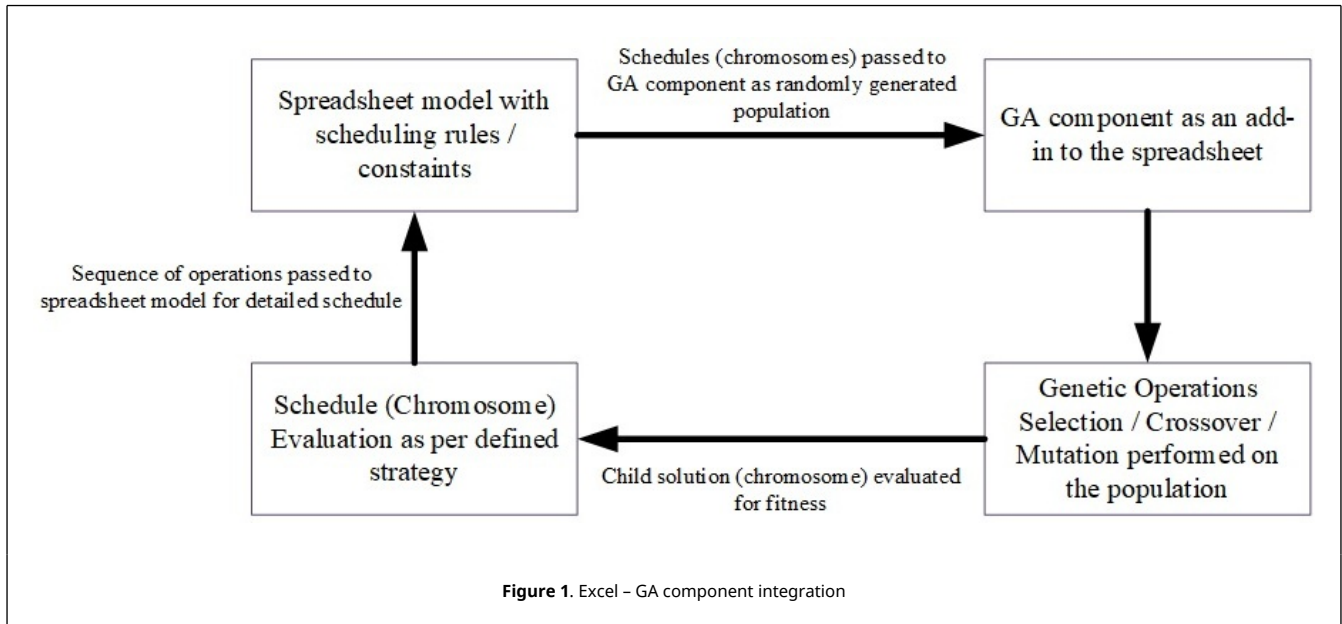 Spreadsheet model with
scheduling rules /
constaints
Schedules (chromosomes) passed to
GA component as randomly generated
population
GA component as an add-
in to the spreadsheet
Sequence of operations passed to
spreadsheet model for detailed schedule
Schedule (Chromosome)
Evaluation as per defined
strategy
Child solution (chromosome) evaluated
for fitness
Genetic Operations
Selection / Crossover /
Mutation performed on
the population
Figure 1. Excel – GA component integration